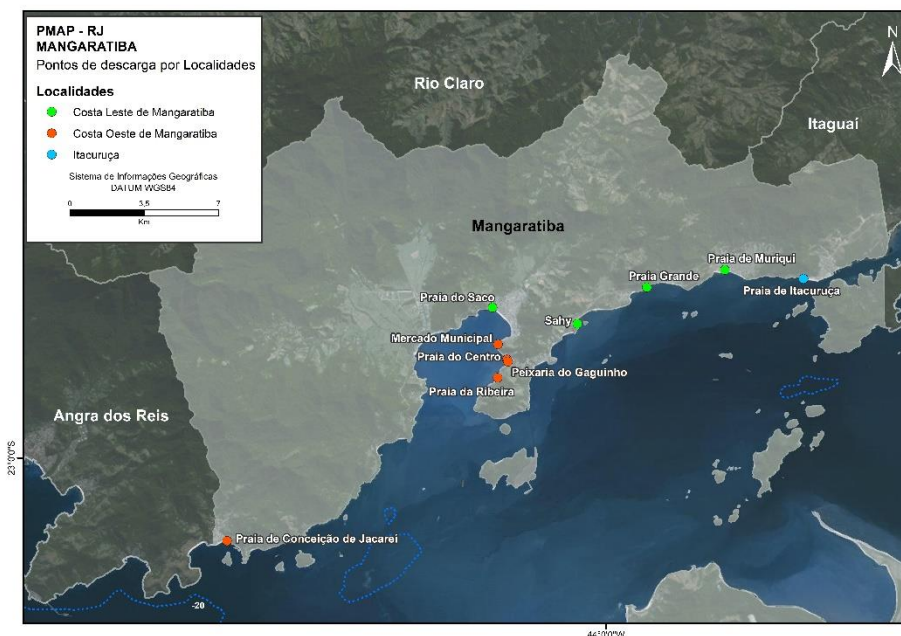 PMAP - RJ
MANGARATIBA
Pontos de descarga por Localidades
Localidades
Costa Leste de Mangaratiba
Costa Oeste de Mangaratiba
Itacuruça
Sistema de Informações Geográficas
DATUM WGS84
0 3,5 7
Km
N
Rio Claro
Itaguaí
Mangaratiba
Praia de Muriqui
Praia Grande
Praia de Itacuruça
Praia do Saco
Sahy
Mercado Municipal
Praia do Centro
Peixaria do Gaguinho
Praia da Ribeira
Angra dos Reis
23°0'0"S
Praia de Conceição de Jacarei
-20
44°0'0"W